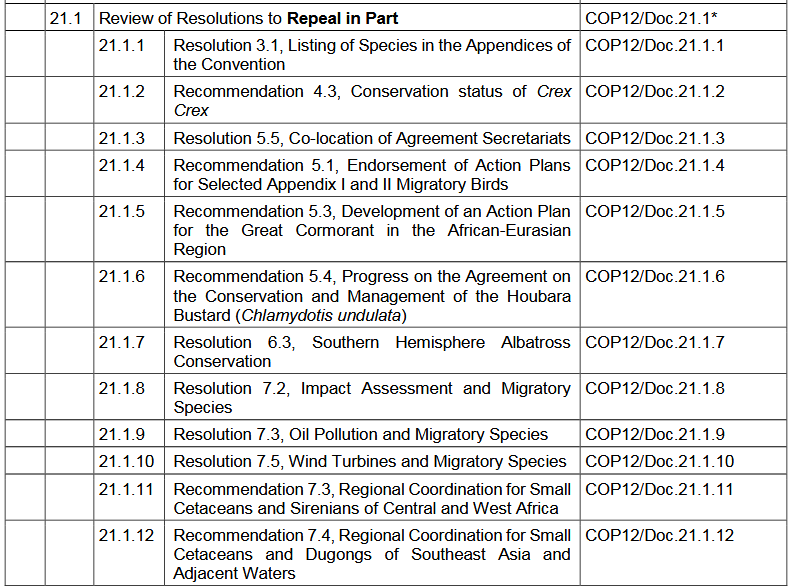 21.1 Review of Resolutions to Repeal in Part COP12/Doc.21.1*
21.1.1 Resolution 3.1, Listing of Species in the Appendices of COP12/Doc.21.1.1
the Convention
21.1.2 Recommendation 4.3, Conservation status of Crex COP12/Doc.21.1.2
Crex
21.1.3 Resolution 5.5, Co-location of Agreement Secretariats COP12/Doc.21.1.3
21.1.4 Recommendation 5.1, Endorsement of Action Plans COP12/Doc.21.1.4
for Selected Appendix I and II Migratory Birds
21.1.5 Recommendation 5.3, Development of an Action Plan COP12/Doc.21.1.5
for the Great Cormorant in the African-Eurasian
Region
21.1.6 Recommendation 5.4, Progress on the Agreement on COP12/Doc.21.1.6
the Conservation and Management of the Houbara
Bustard (Chlamydotis undulata)
21.1.7 Resolution 6.3, Southern Hemisphere Albatross COP12/Doc.21.1.7
Conservation
21.1.8 Resolution 7.2, Impact Assessment and Migratory COP12/Doc.21.1.8
Species
21.1.9 Resolution 7.3, Oil Pollution and Migratory Species COP12/Doc.21.1.9
21.1.10 Resolution 7.5, Wind Turbines and Migratory Species COP12/Doc.21.1.10
21.1.11 Recommendation 7.3, Regional Coordination for Small COP12/Doc.21.1.11
Cetaceans and Sirenians of Central and West Africa
21.1.12 Recommendation 7.4, Regional Coordination for Small COP12/Doc.21.1.12
Cetaceans and Dugongs of Southeast Asia and
Adjacent Waters